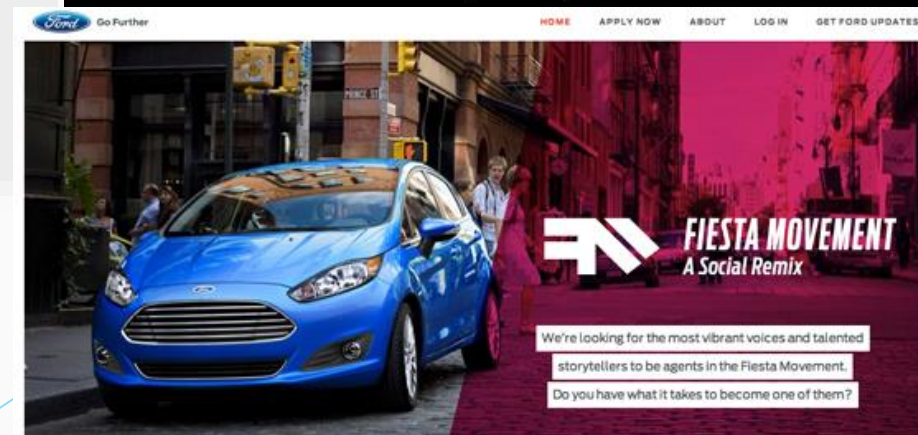 Ford Go Further
HOME APPLY NOW ABOUT LOG IN GET FORD UPDATES
PRINCE ST
FIESTA MOVEMENT
A Social Remix
We're looking for the most vibrant voices and talented
storytellers to be agents in the Fiesta Movement.
Do you have what it takes to become one of them?